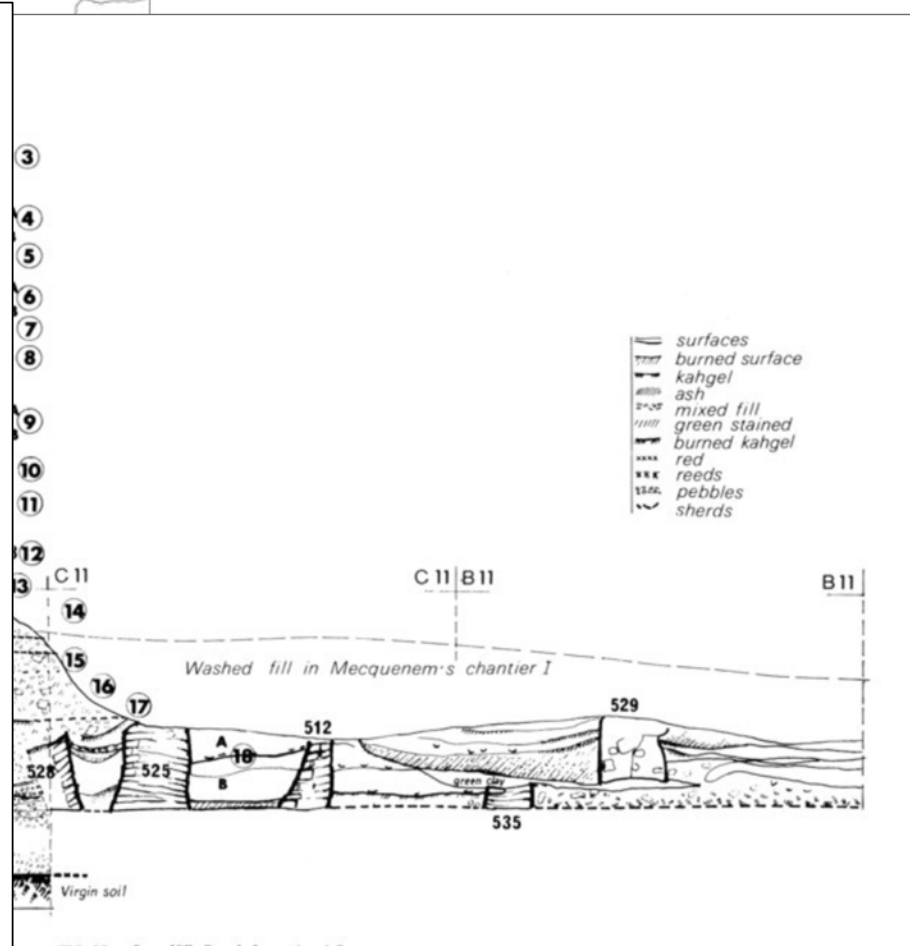 3
4
5
6
7
8
9
10
11
12
13
14
15
16
17
surfaces
burned surface
kahgel
ash
mixed fill
green stained
burned kahgel
red
reeds
pebbles
sherds
C 11
C 11 B 11
B 11
Washed fill in Mecquenem's chantier I
528
525
A
18
B
512
green clay
535
529
Virgin soil